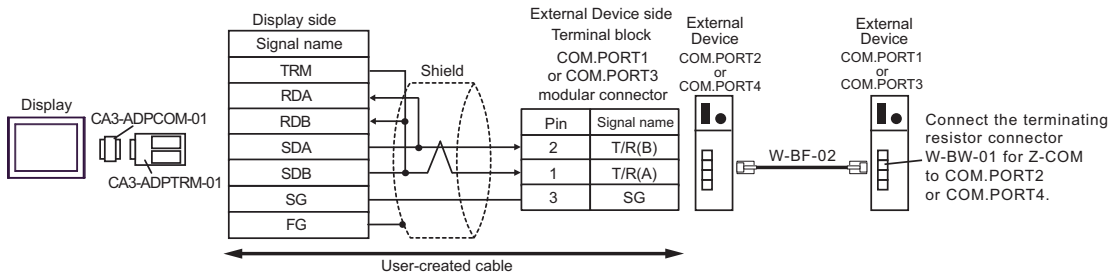 Display
CA3-ADPCOM-01
CA3-ADPTRM-01
Display side
Signal name
TRM
RDA
RDB
SDA
SDB
SG
FG
Shield
User-created cable
External Device side
Terminal block
COM.PORT1
or COM.PORT3
modular connector
Pin Signal name
2 T/R(B)
1 T/R(A)
3 SG
External
Device
COM.PORT2
or
COM.PORT4
W-BF-02
External
Device
COM.PORT1
or
COM.PORT3
Connect the terminating
resistor connector
W-BW-01 for Z-COM
to COM.PORT2
or COM.PORT4.